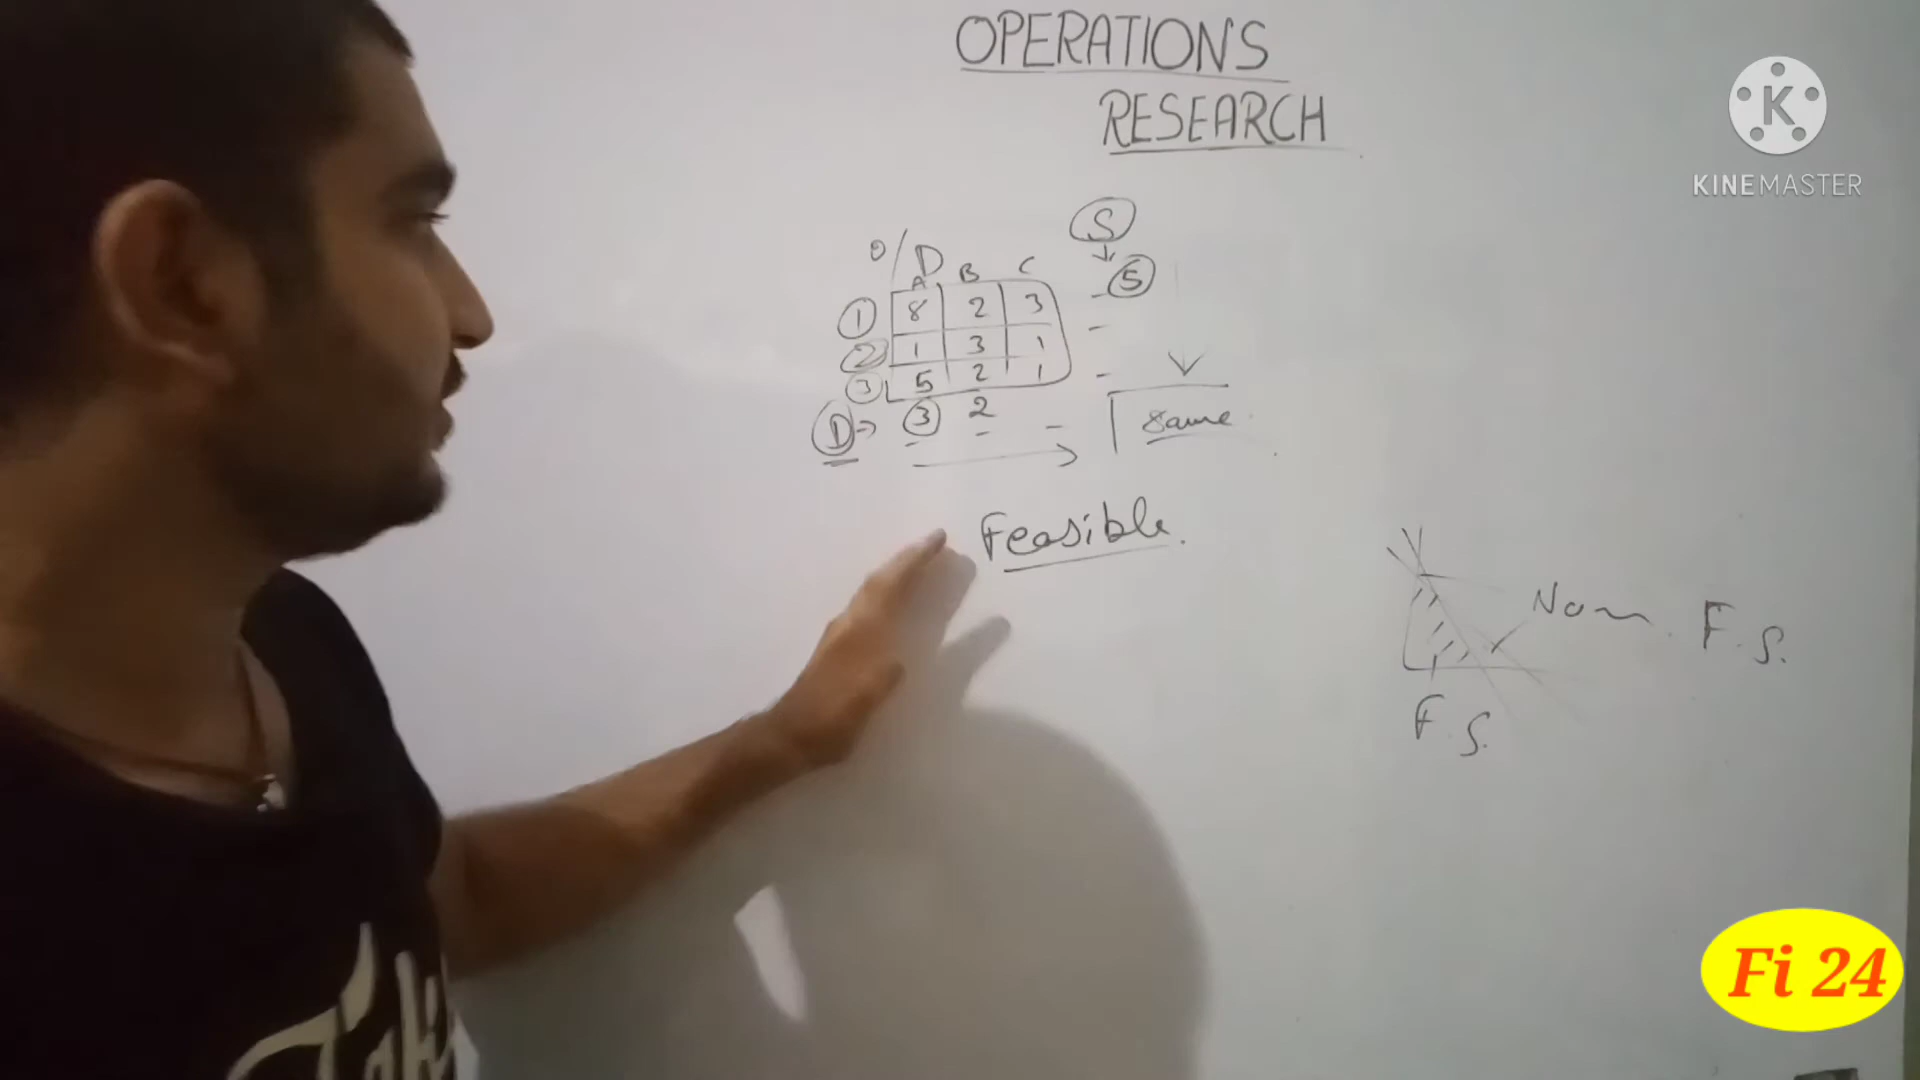 OPERATIONS
RESEARCH
KINEMASTER
S
O/D
A B C
5
1 8 2 3
2 1 3 1
3 5 2 1
D → 3 2
same
Feasible.
Non. F.S.
F.S.
Fi 24